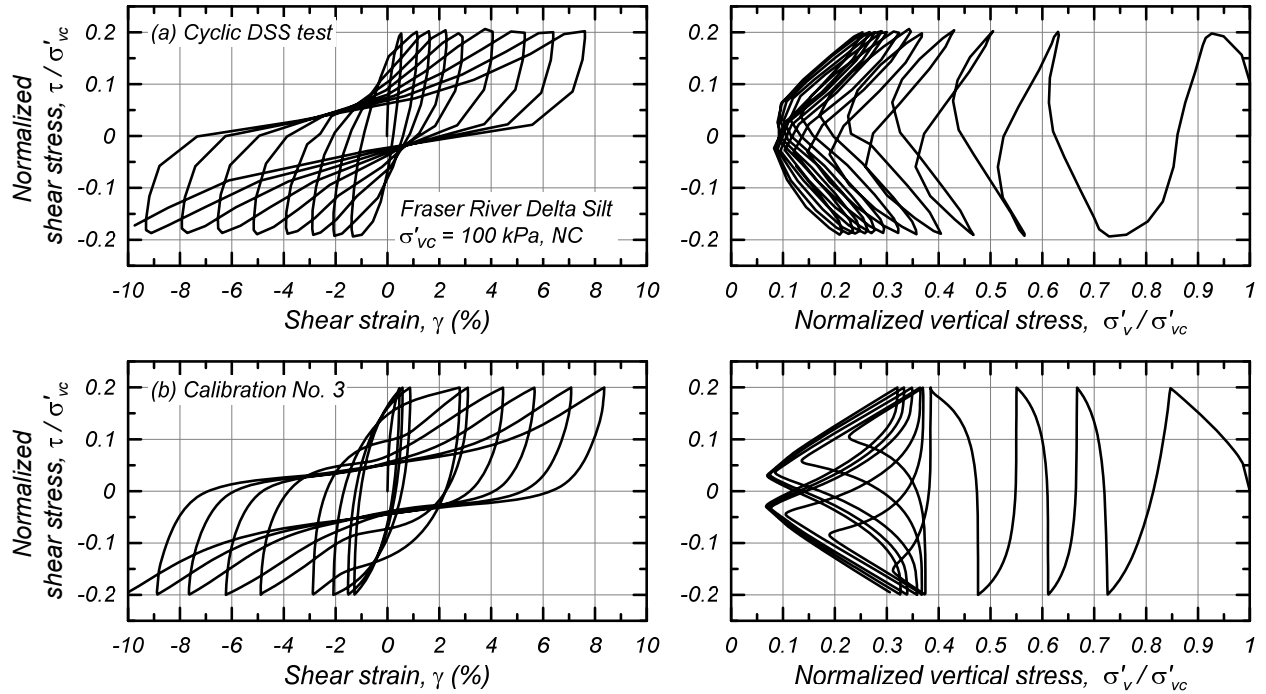 (a) Cyclic DSS test
Normalized
shear stress, τ / σ'vc
0.2
0.1
0
-0.1
-0.2
Fraser River Delta Silt
σ'vc = 100 kPa, NC
-10 -8 -6 -4 -2 0 2 4 6 8 10
Shear strain, γ (%)
0.2
0.1
0
-0.1
-0.2
0 0.1 0.2 0.3 0.4 0.5 0.6 0.7 0.8 0.9 1
Normalized vertical stress, σ'v / σ'vc
(b) Calibration No. 3
Normalized
shear stress, τ / σ'vc
0.2
0.1
0
-0.1
-0.2
-10 -8 -6 -4 -2 0 2 4 6 8 10
Shear strain, γ (%)
0.2
0.1
0
-0.1
-0.2
0 0.1 0.2 0.3 0.4 0.5 0.6 0.7 0.8 0.9 1
Normalized vertical stress, σ'v / σ'vc